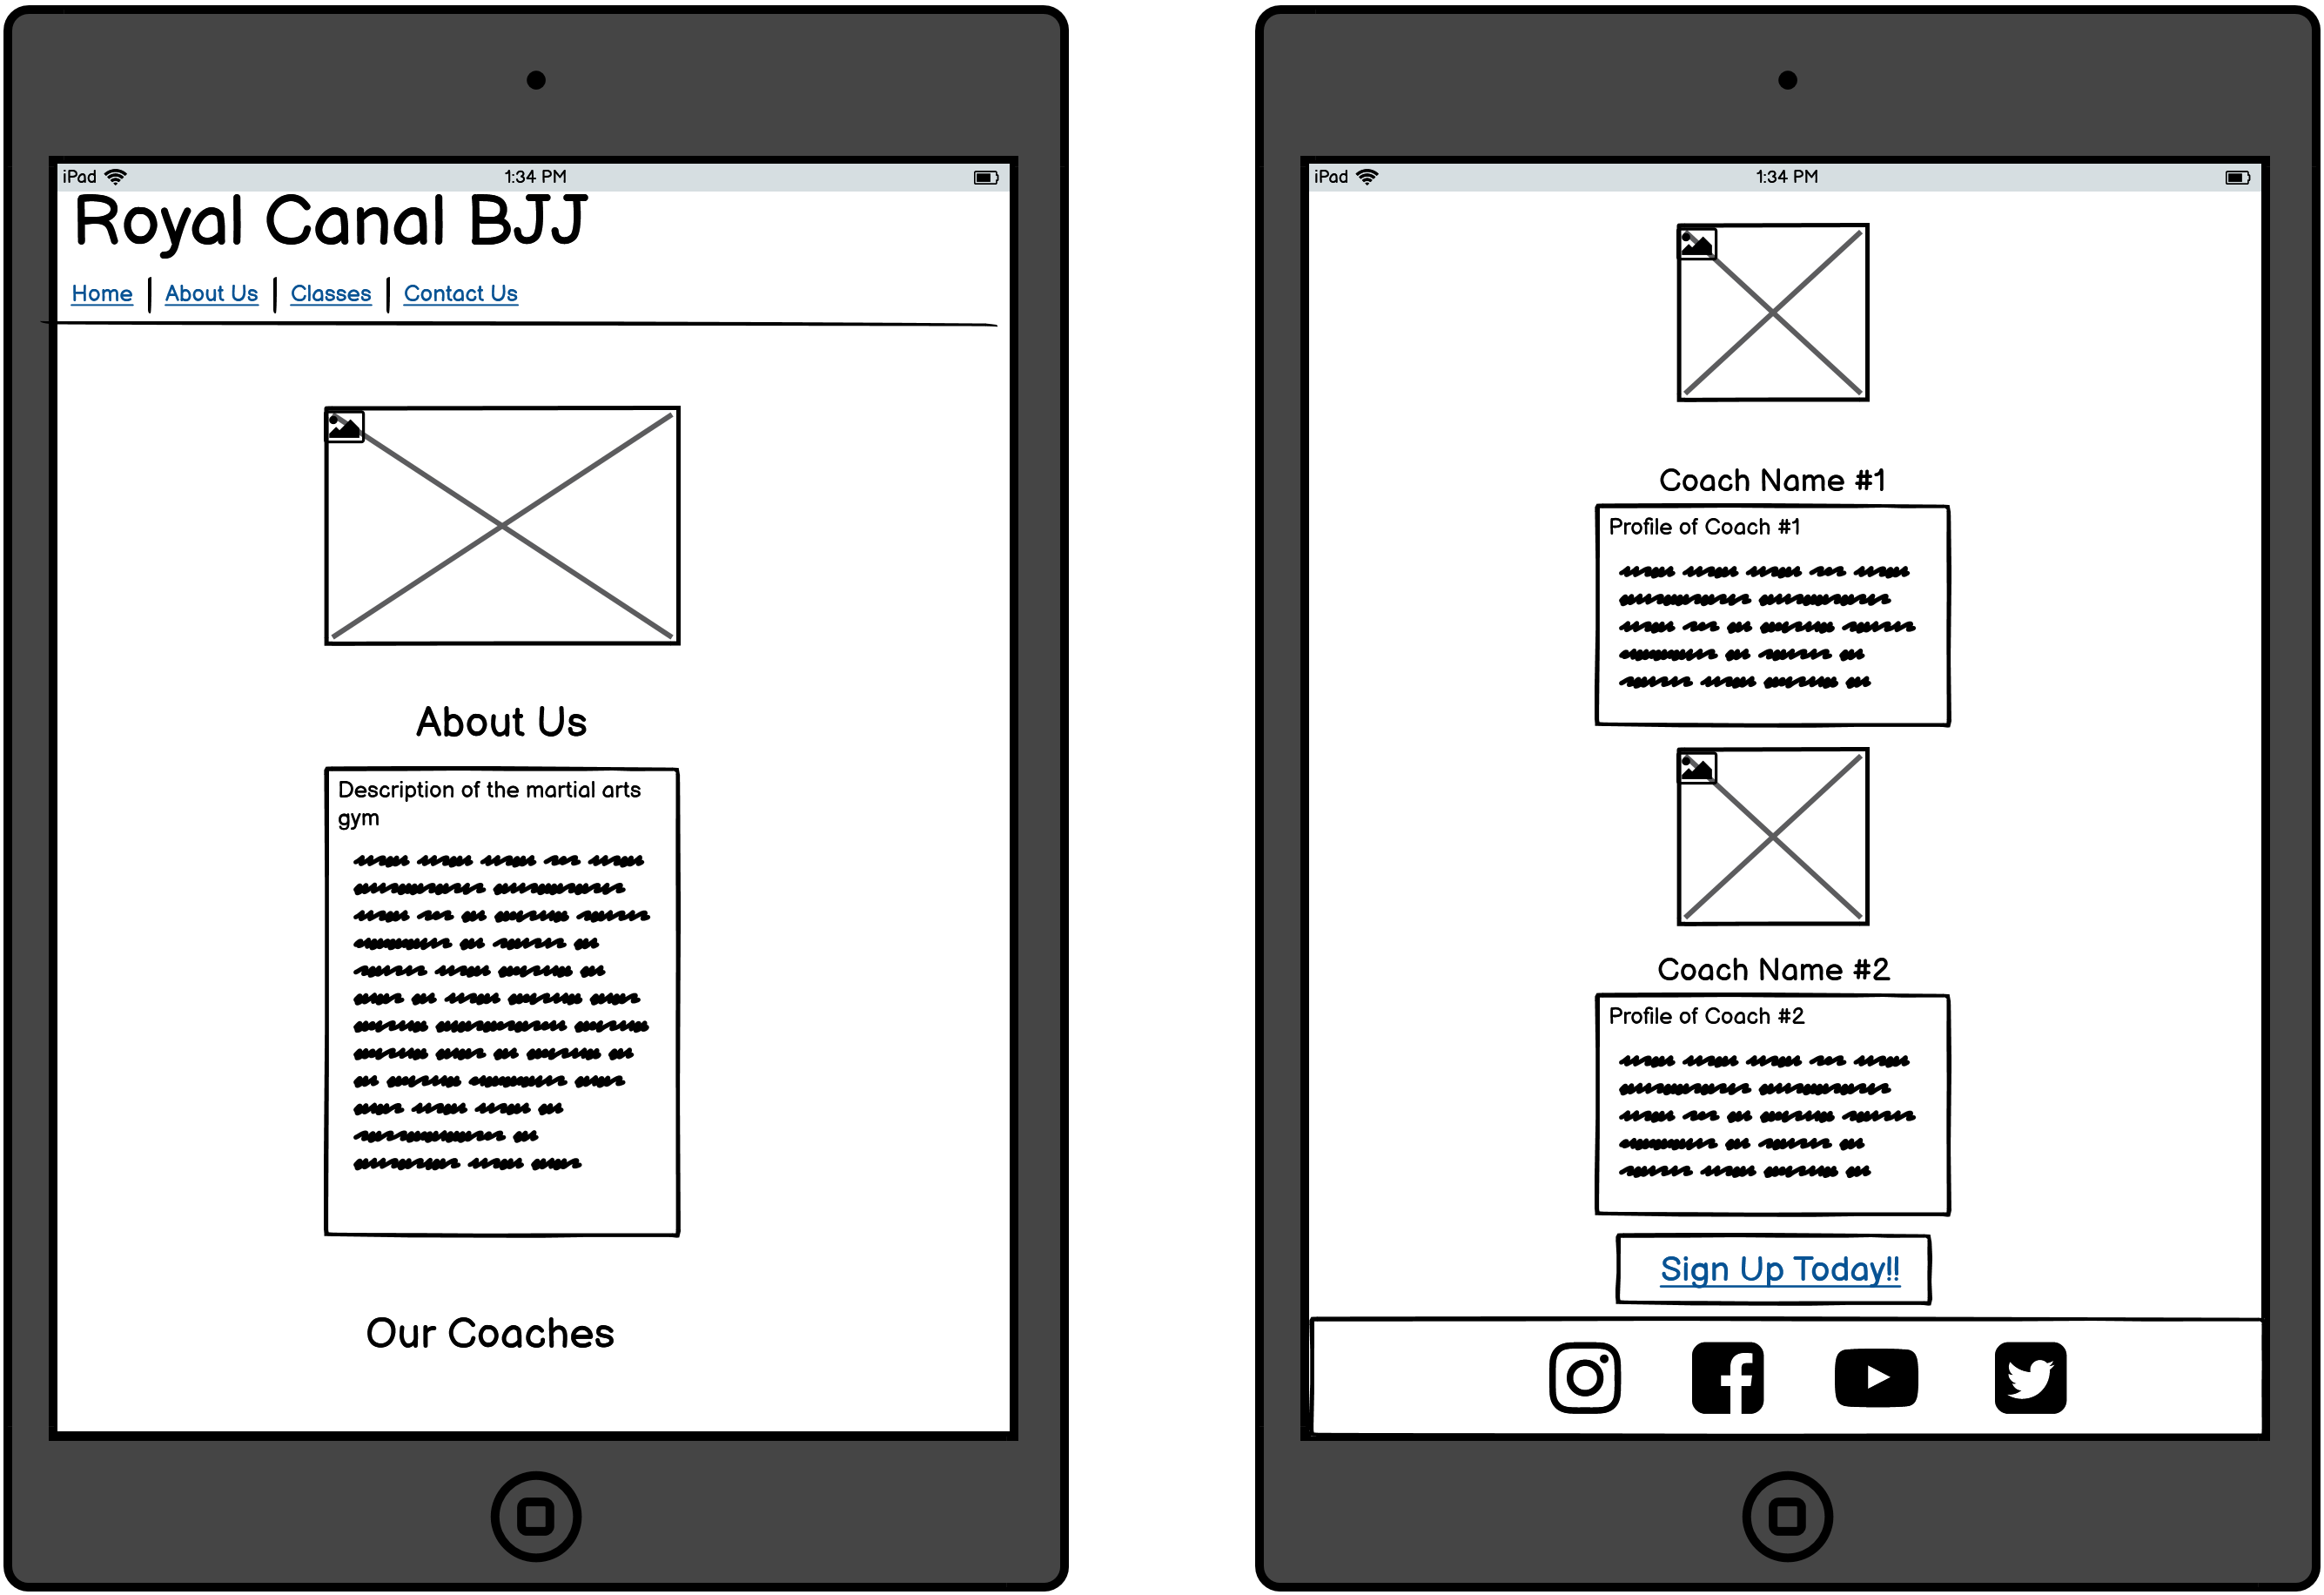 iPad 1:34 PM
Royal Canal BJJ
Home | About Us | Classes | Contact Us
About Us
Description of the martial arts
gym
Our Coaches
iPad 1:34 PM
Coach Name #1
Profile of Coach #1
Coach Name #2
Profile of Coach #2
Sign Up Today!!